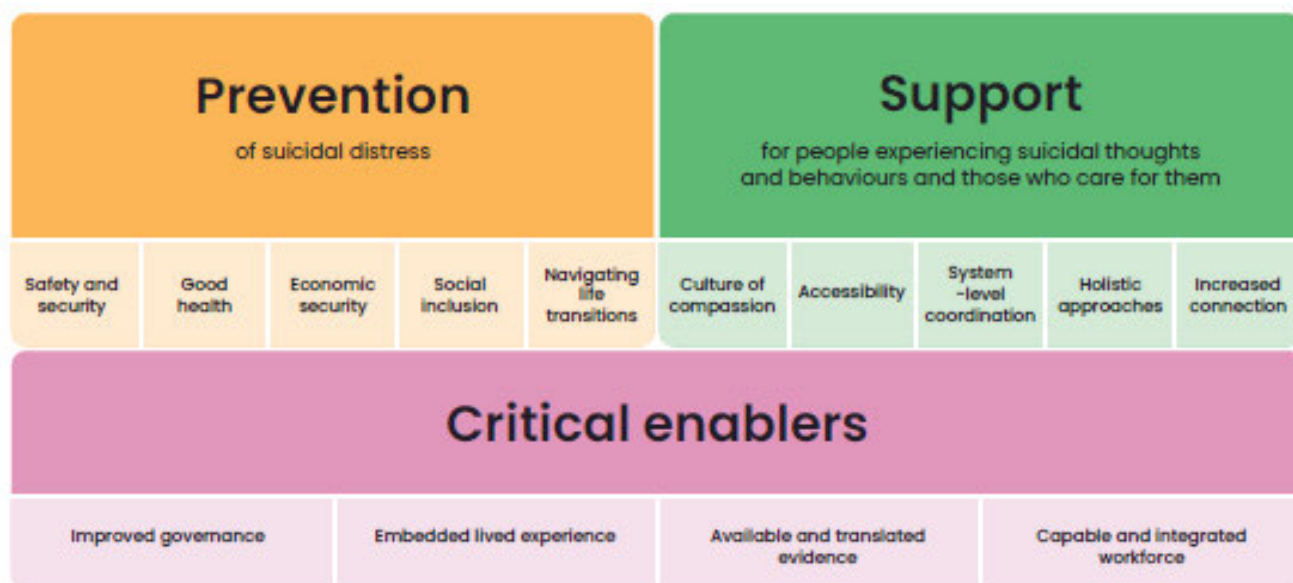 Prevention
of suicidal distress
Support
for people experiencing suicidal thoughts
and behaviours and those who care for them
Safety and
security
Good
health
Economic
security
Social
inclusion
Navigating
life
transitions
Culture of
compassion
Accessibility
System
-level
coordination
Holistic
approaches
Increased
connection
Critical enablers
Improved governance
Embedded lived experience
Available and translated
evidence
Capable and integrated
workforce